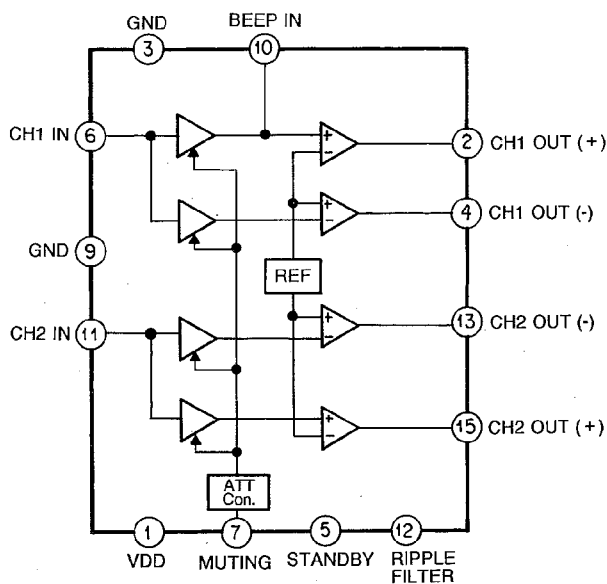 GND
BEEP IN
3
10
CH1 IN
6
+
−
2
CH1 OUT (+)
+
−
4
CH1 OUT (-)
GND
9
REF
CH2 IN
11
+
−
13
CH2 OUT (-)
+
−
15
CH2 OUT (+)
ATT
Con.
1
7
5
12
VDD
MUTING
STANDBY
RIPPLE
FILTER